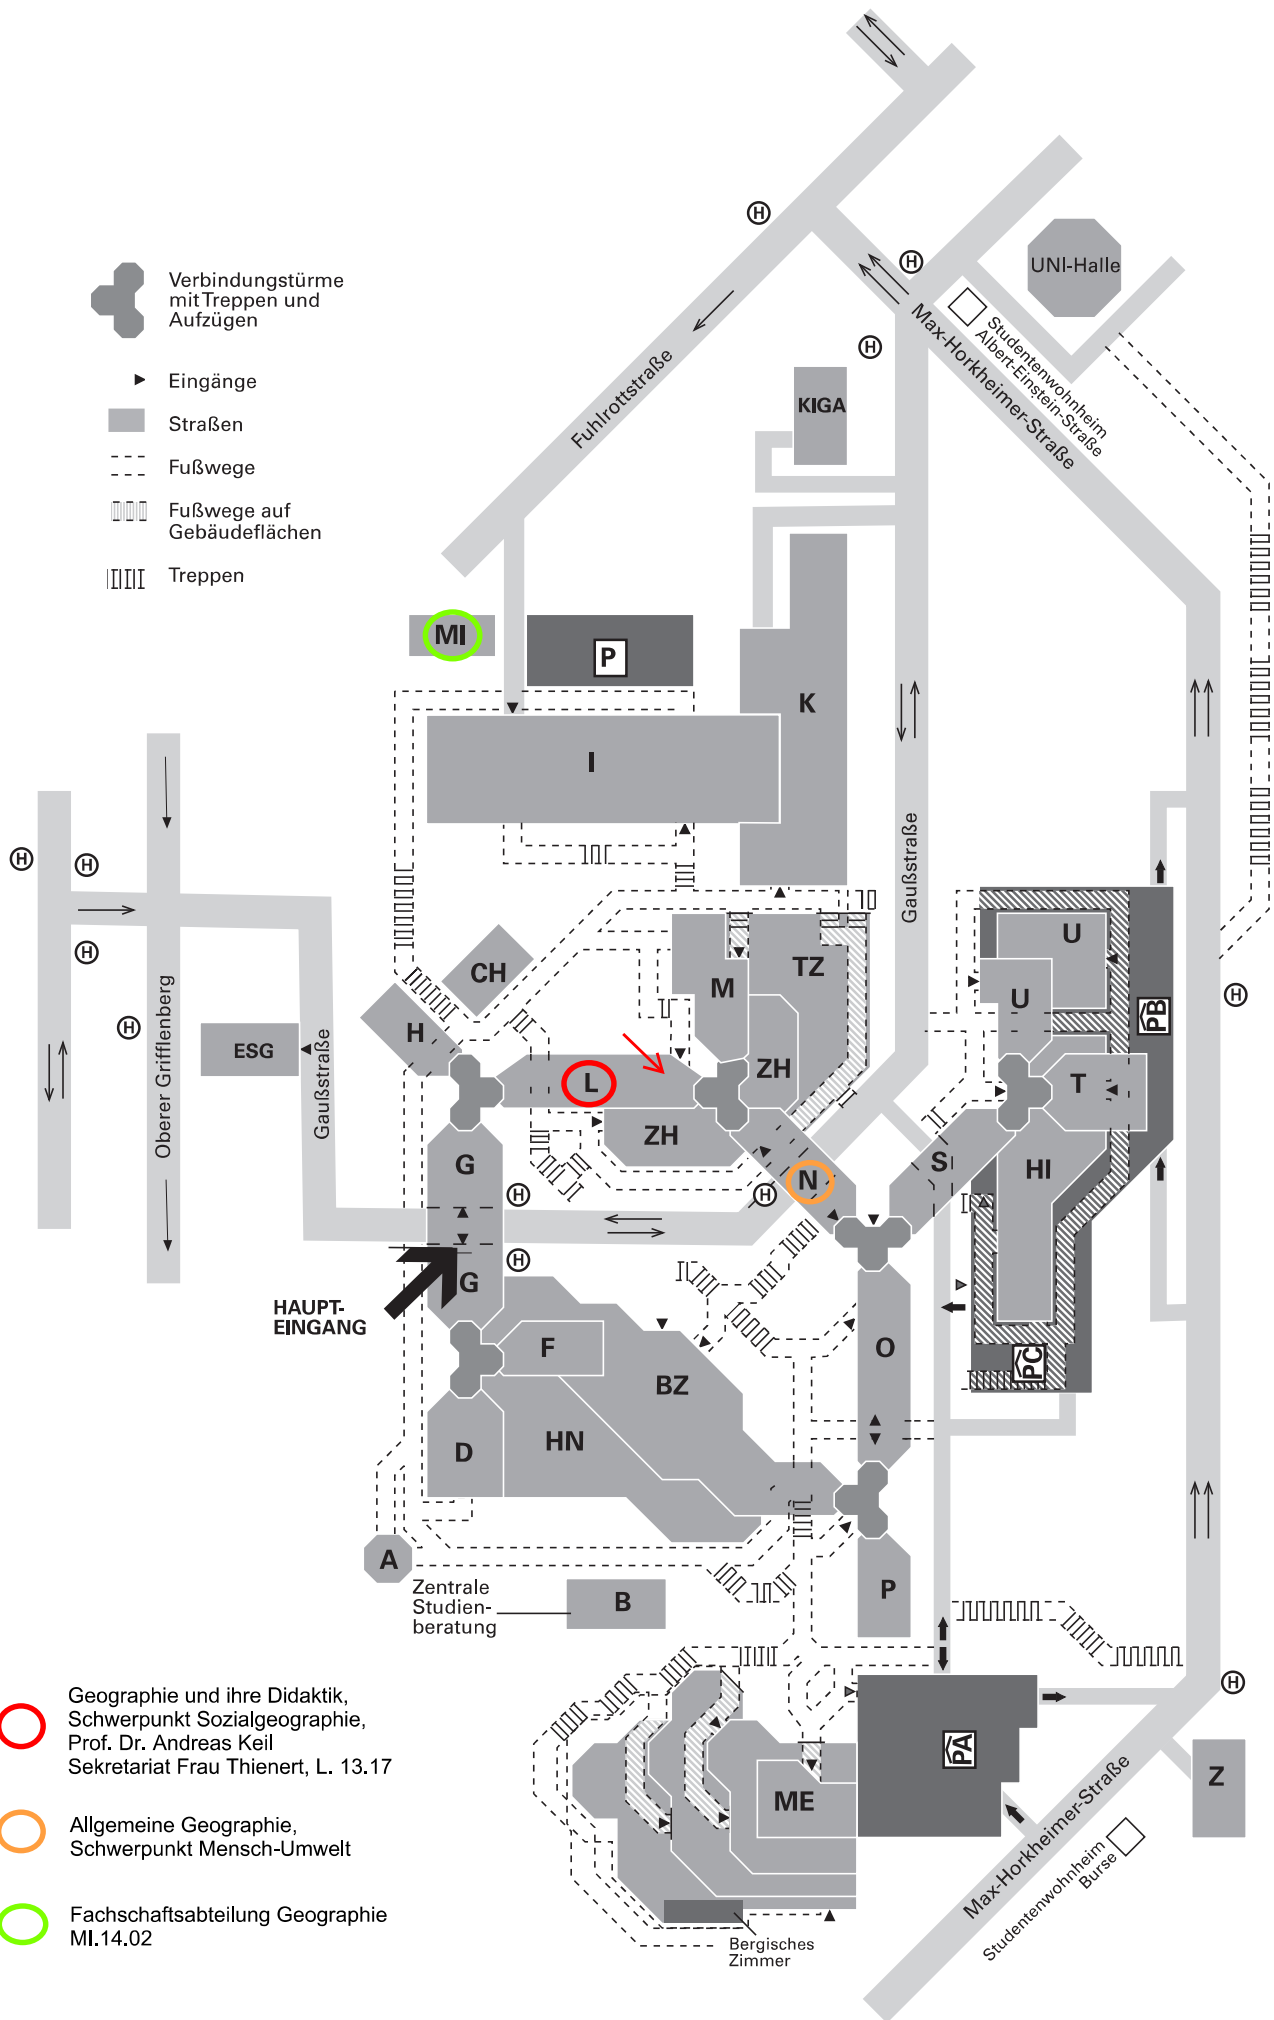 H
H
UNI-Halle
Verbindungstürme
mit Treppen und
Aufzügen
Eingänge
Straßen
Fußwege
Fußwege auf
Gebäudeflächen
Treppen
Fuhlrottstraße
H
Max-Horkheimer-Straße
Studentenwohnheim
Albert-Einstein-Straße
KIGA
MI
P
K
I
Gaußstraße
H
H
H
H
Oberer Grifflenberg
ESG
Gaußstraße
CH
H
M
TZ
U
U
PB
H
L
ZH
ZH
T
G
N
S
HI
H
H
H
G
HAUPT-
EINGANG
F
BZ
O
PC
D
HN
A
Zentrale
Studien-
beratung
B
P
H
Geographie und ihre Didaktik,
Schwerpunkt Sozialgeographie,
Prof. Dr. Andreas Keil
Sekretariat Frau Thienert, L. 13.17
PA
Z
ME
Allgemeine Geographie,
Schwerpunkt Mensch-Umwelt
Max-Horkheimer-Straße
Studentenwohnheim
Burse
Fachschaftsabteilung Geographie
MI.14.02
Bergisches
Zimmer